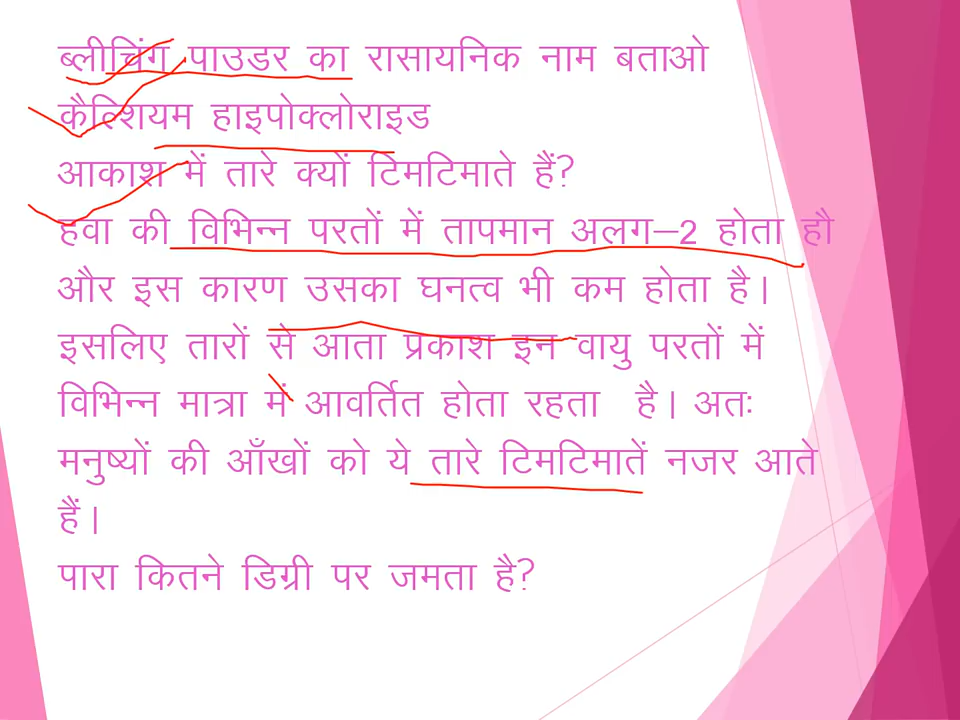 ब्लीचिंग पाउडर का रासायनिक नाम बताओ
कैल्शियम हाइपोक्लोराइड
आकाश में तारे क्यों टिमटिमाते हैं?
हवा की विभिन्न परतों में तापमान अलग–2 होता हौ
और इस कारण उसका घनत्व भी कम होता है।
इसलिए तारों से आता प्रकाश इन वायु परतों में
विभिन्न मात्रा में आवर्तित होता रहता है। अतः
मनुष्यों की आँखों को ये तारे टिमटिमातें नजर आते
हैं।
पारा कितने डिग्री पर जमता है?